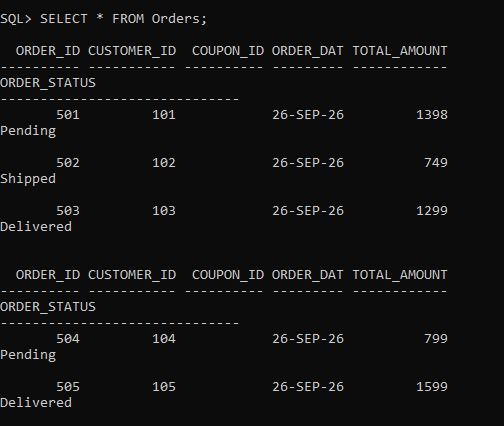 SQL> SELECT * FROM Orders;
  ORDER_ID CUSTOMER_ID  COUPON_ID ORDER_DAT TOTAL_AMOUNT
---------- ----------- ---------- --------- ------------
ORDER_STATUS
------------------------------
       501         101            26-SEP-26         1398
Pending
       502         102            26-SEP-26          749
Shipped
       503         103            26-SEP-26         1299
Delivered
  ORDER_ID CUSTOMER_ID  COUPON_ID ORDER_DAT TOTAL_AMOUNT
---------- ----------- ---------- --------- ------------
ORDER_STATUS
------------------------------
       504         104            26-SEP-26          799
Pending
       505         105            26-SEP-26         1599
Delivered